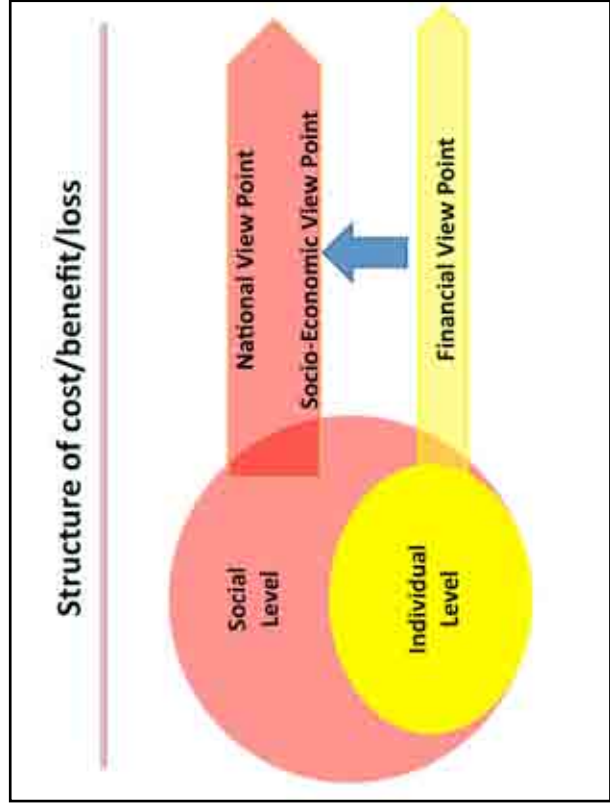 Structure of cost/benefit/loss
Social
Level
National View Point
Socio-Economic View Point
Individual
Level
Financial View Point